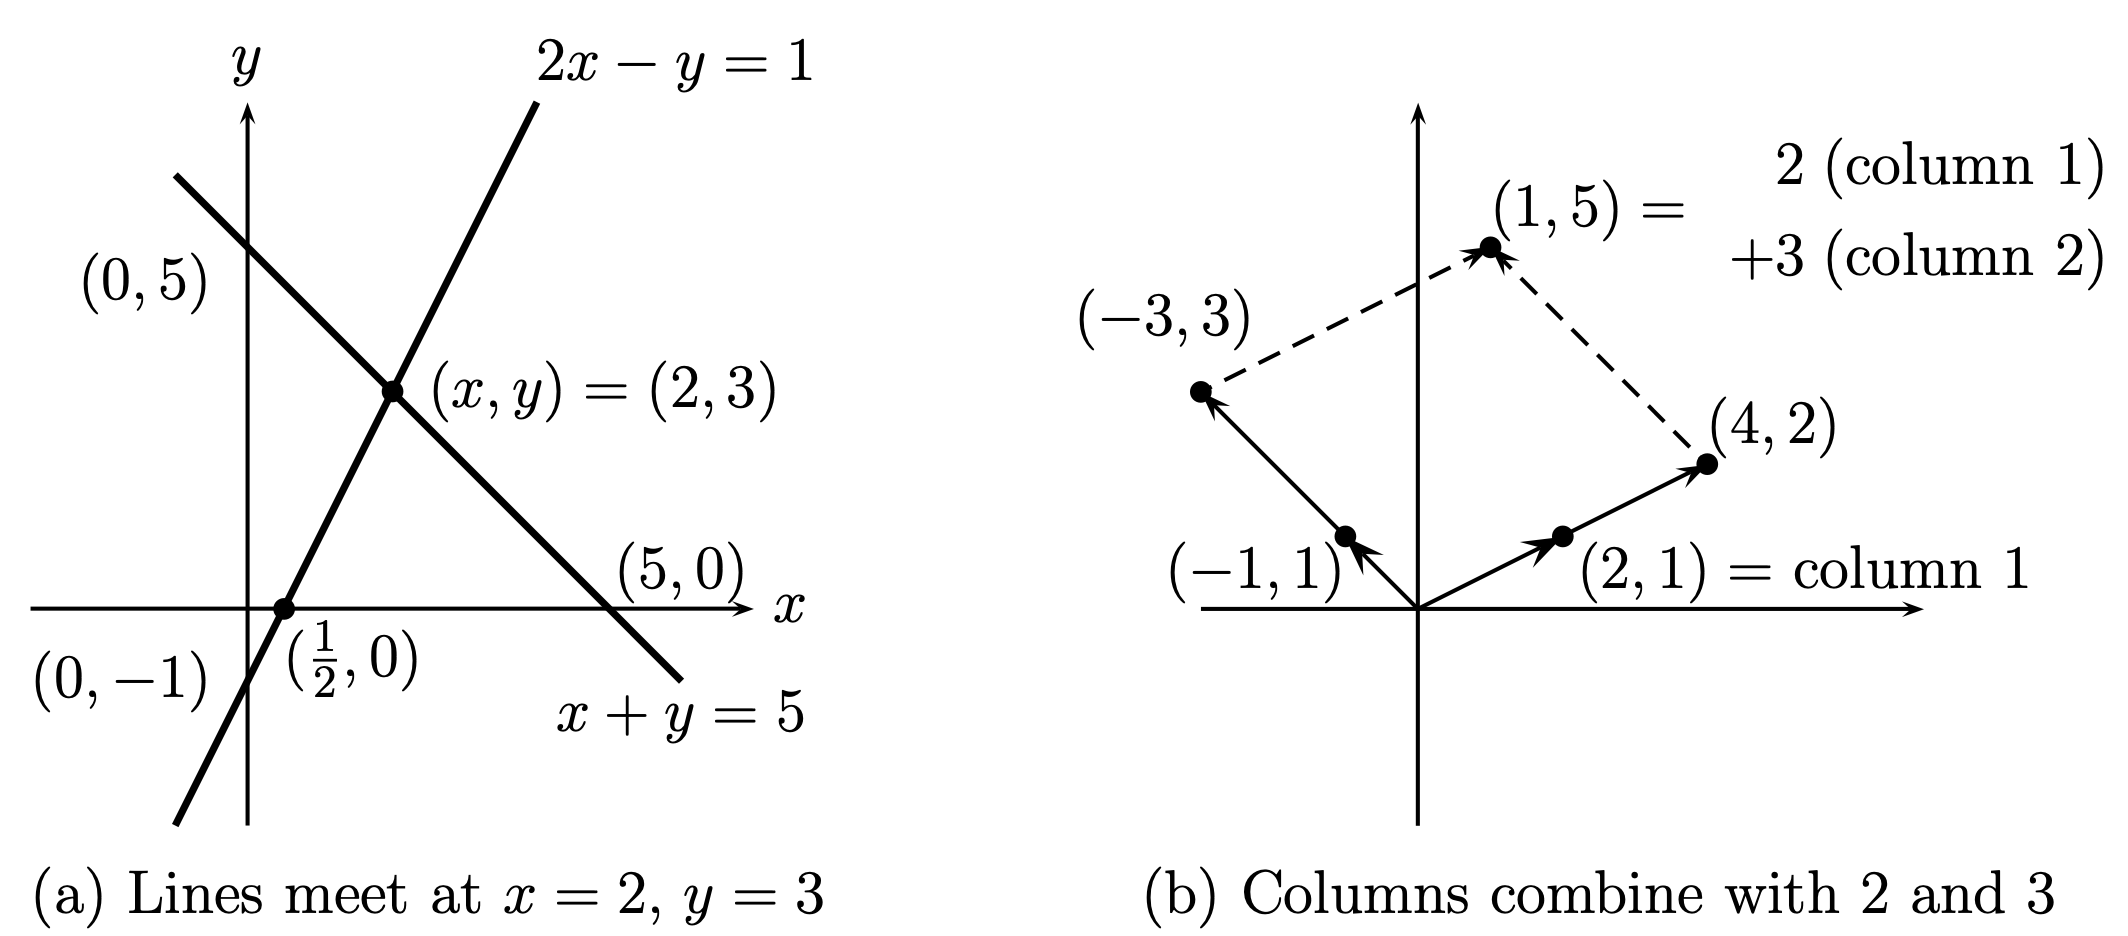 y
2x − y = 1
(0, 5)
(x, y) = (2, 3)
(5, 0)
x
(0, −1)
(1/2, 0)
x + y = 5
(a) Lines meet at x = 2, y = 3
2 (column 1)
(1, 5) =
+3 (column 2)
(−3, 3)
(4, 2)
(−1, 1)
(2, 1) = column 1
(b) Columns combine with 2 and 3